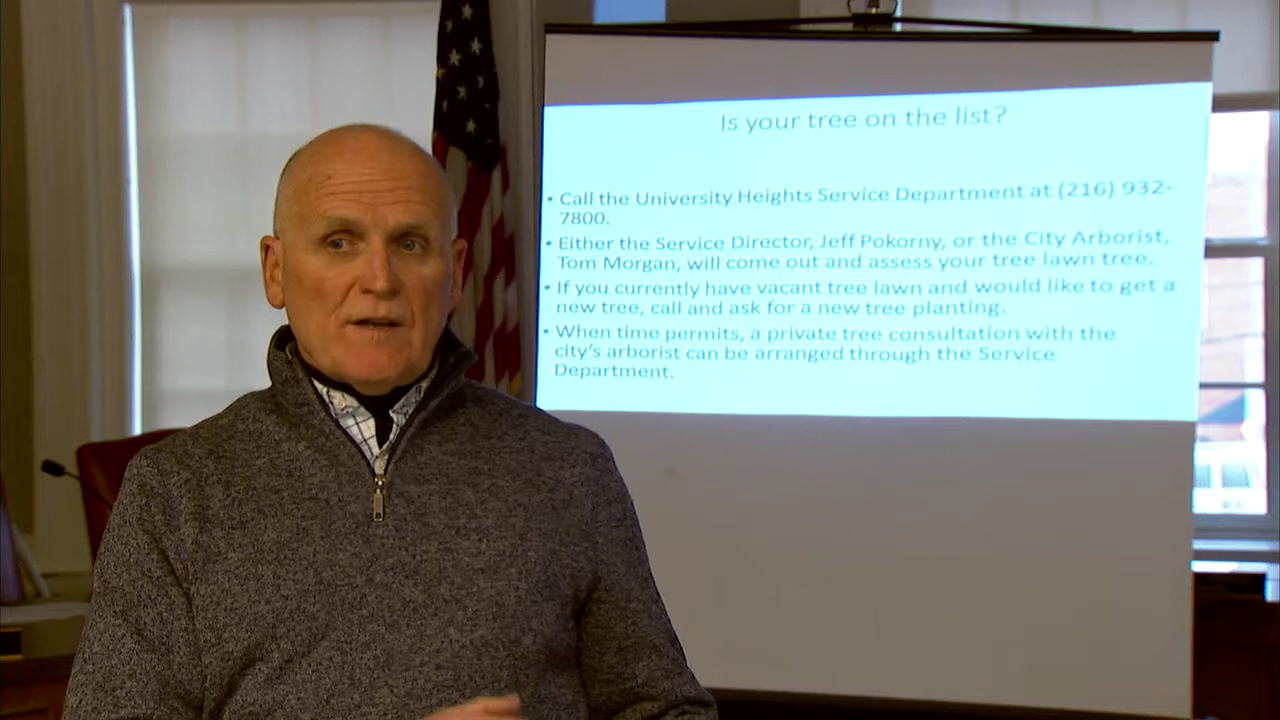 Is your tree on the list?
• Call the University Heights Service Department at (216) 932-
7800.
• Either the Service Director, Jeff Pokorny, or the City Arborist,
Tom Morgan, will come out and assess your tree lawn tree.
• If you currently have vacant tree lawn and would like to get a
new tree, call and ask for a new tree planting.
• When time permits, a private tree consultation with the
city's arborist can be arranged through the Service
Department.